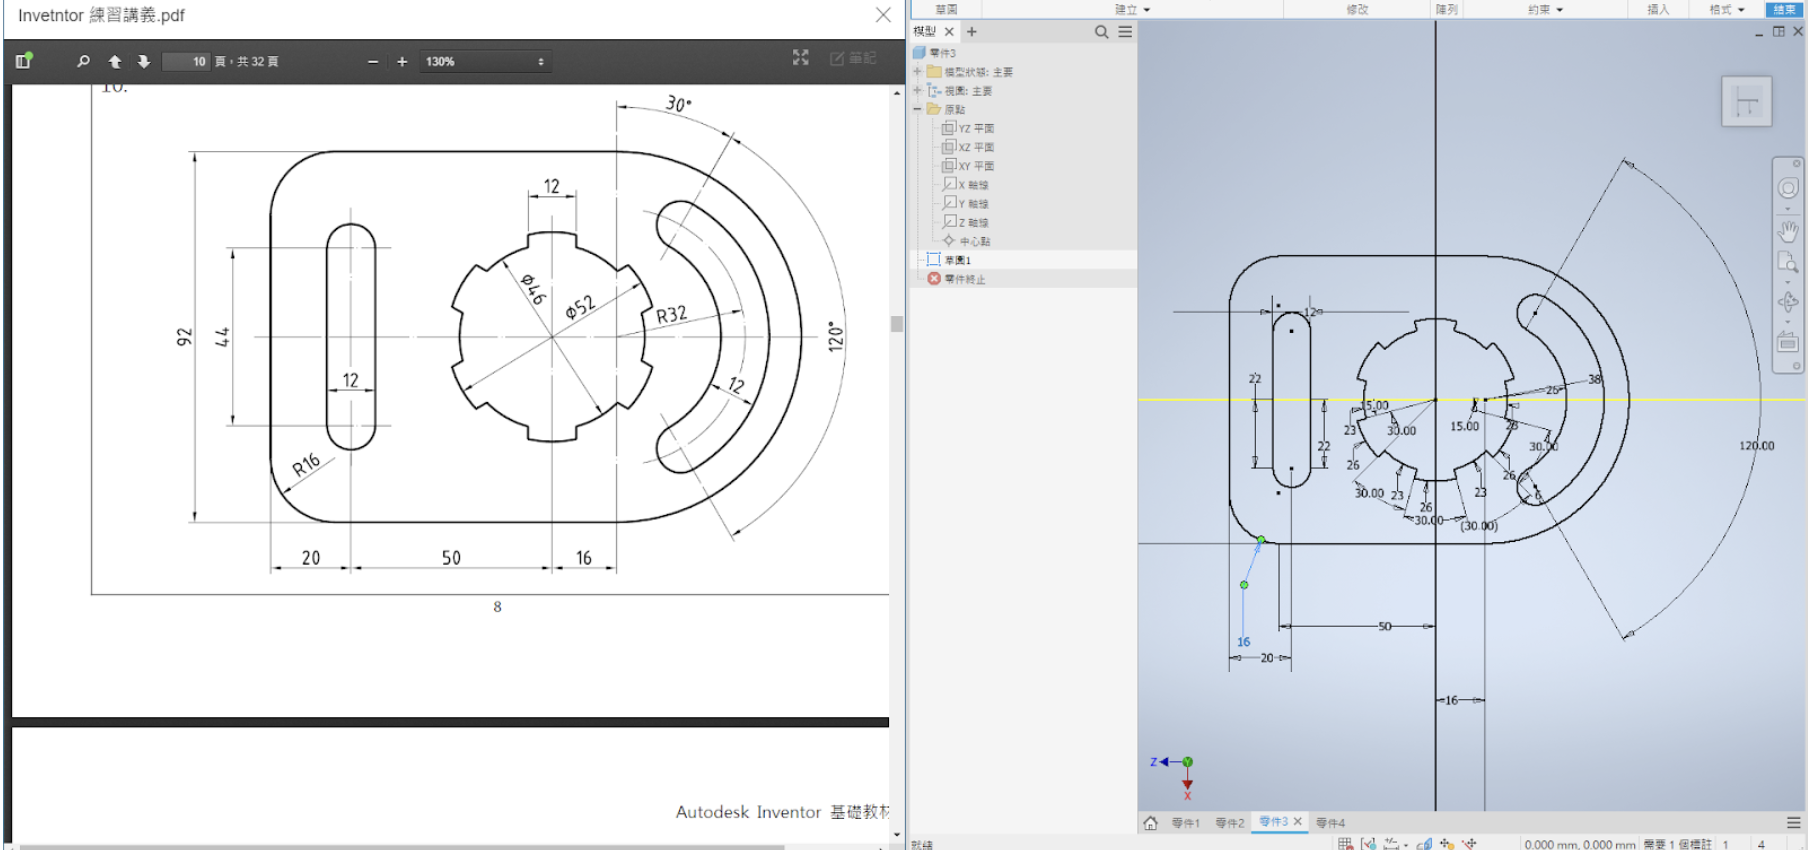 Invetntor 練習講義.pdf
10 頁，共 32 頁
130%
筆記
10.
30°
12
92
44
12
Ø46
Ø52
R32
12
120°
R16
20
50
16
8
Autodesk Inventor 基礎教材
草圖
建立
修改
陣列
約束
插入
格式
結束
模型
零件3
模型狀態: 主要
視圖: 主要
原點
YZ 平面
XZ 平面
XY 平面
X 軸線
Y 軸線
Z 軸線
中心點
草圖1
零件終止
12
22
22
38
26
15.00
15.00
23
30.00
23
30.00
26
26
30.00
23
23
26
30.00
(30.00)
6
120.00
16
50
20
16
Z
Y
X
零件1
零件2
零件3
零件4
就緒
0.000 mm, 0.000 mm
需要 1 個標註
1
4